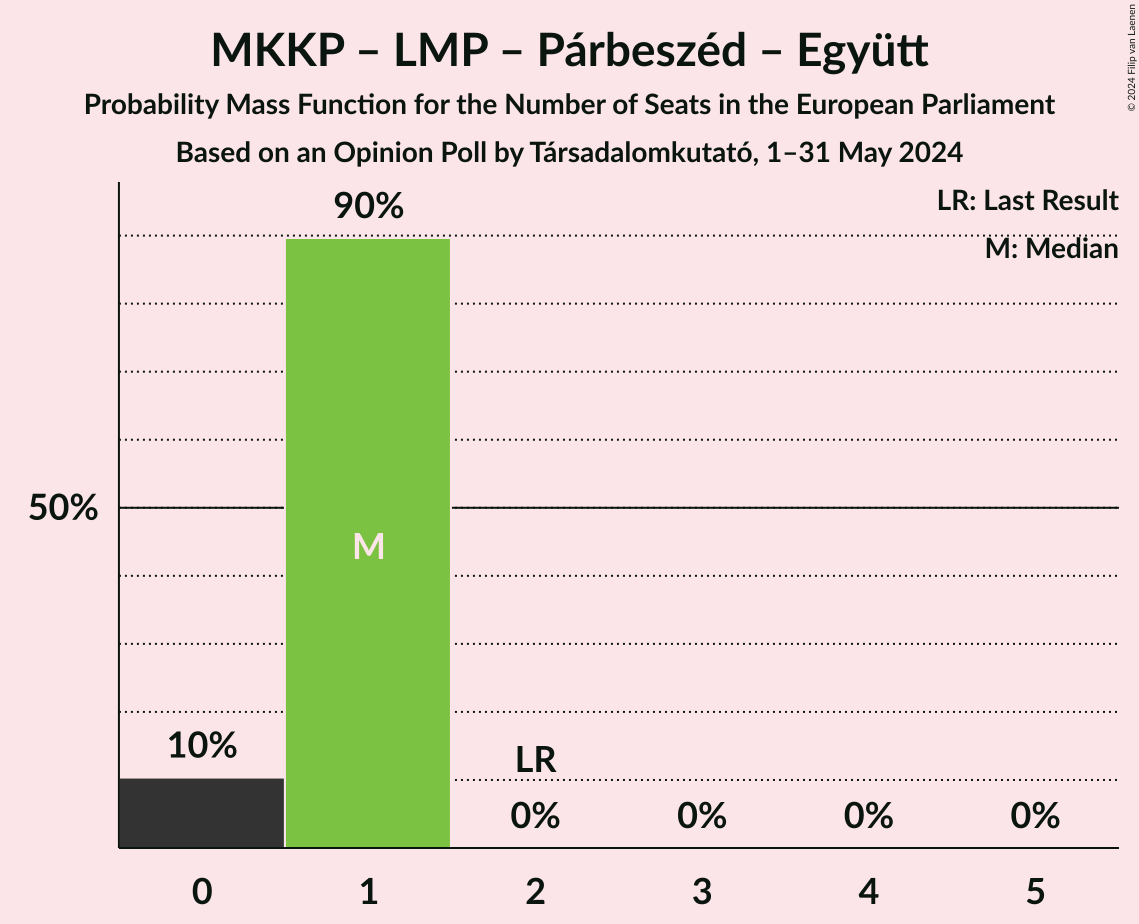 MKKP – LMP – Párbeszéd – Együtt
Probability Mass Function for the Number of Seats in the European Parliament
Based on an Opinion Poll by Társadalomkutató, 1–31 May 2024
© 2024 Filip van Laenen
LR: Last Result
M: Median
90%
50%
M
10%
LR
0%
0%
0%
0%
0
1
2
3
4
5